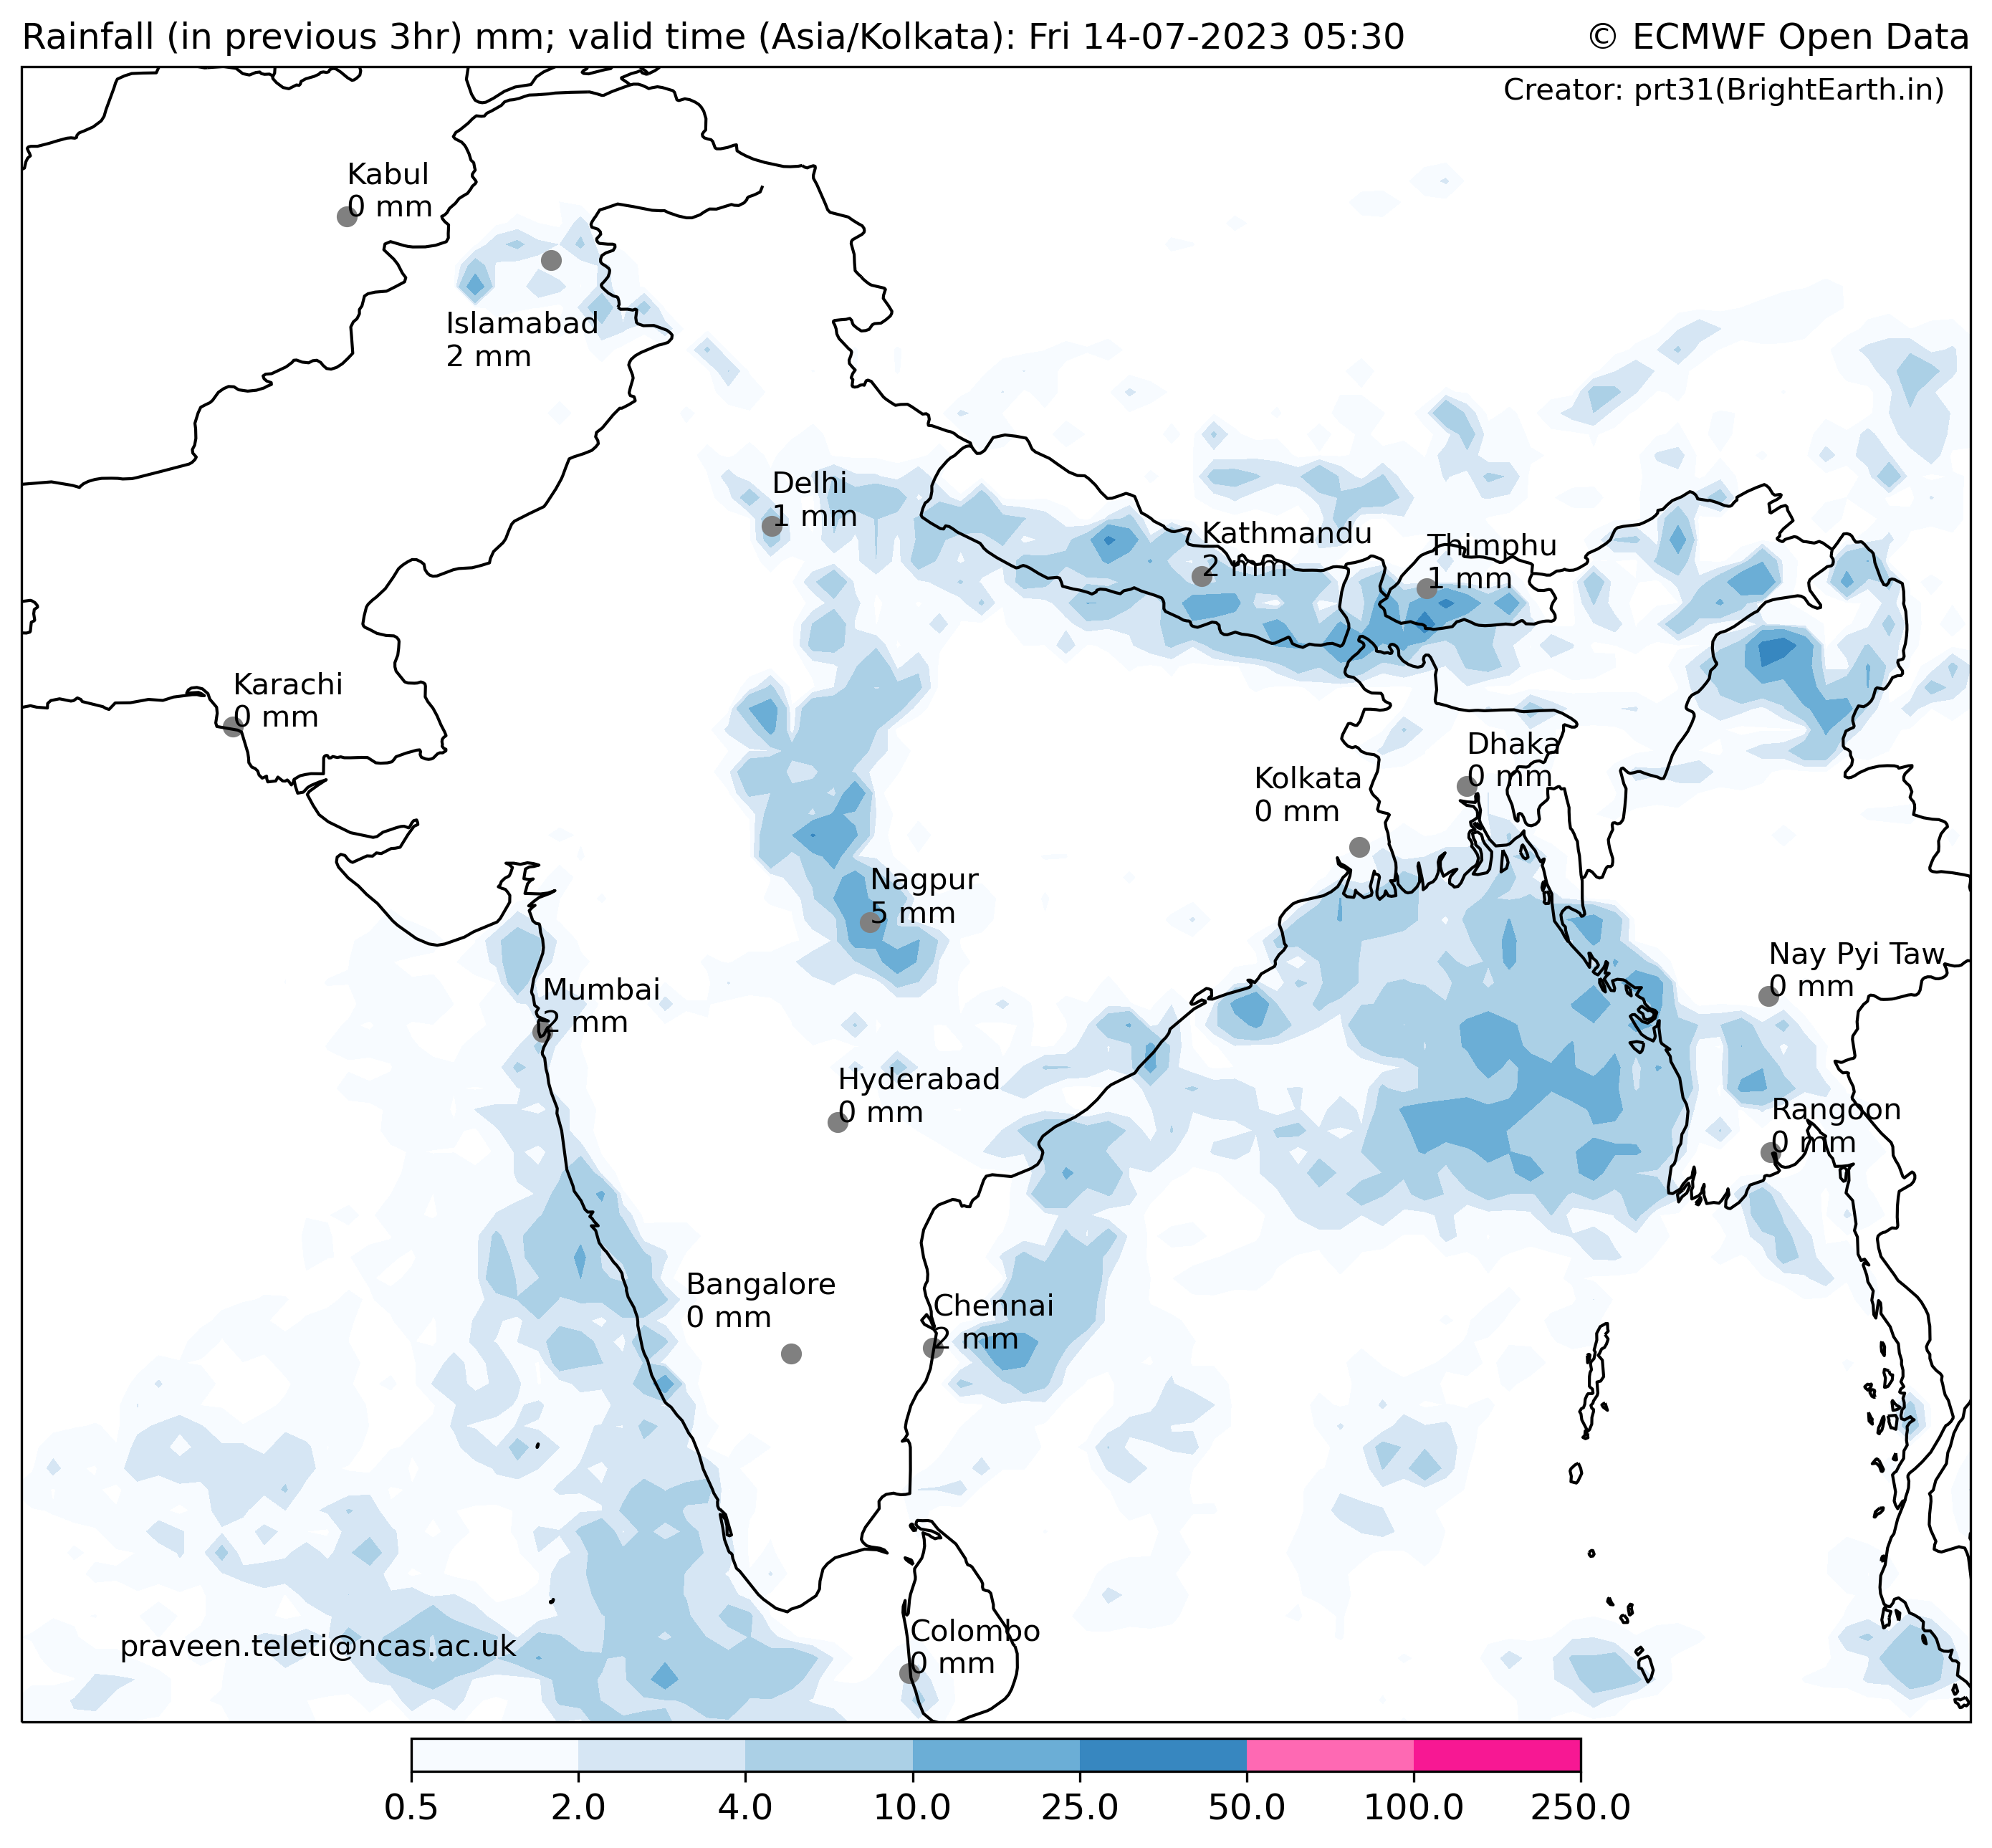 Rainfall (in previous 3hr) mm; valid time (Asia/Kolkata): Fri 14-07-2023 05:30
© ECMWF Open Data
Creator: prt31(BrightEarth.in)
Kabul
0 mm
Islamabad
2 mm
Delhi
1 mm
Kathmandu
2 mm
Thimphu
1 mm
Karachi
0 mm
Dhaka
0 mm
Kolkata
0 mm
Nagpur
5 mm
Nay Pyi Taw
0 mm
Mumbai
2 mm
Hyderabad
0 mm
Rangoon
0 mm
Bangalore
0 mm
Chennai
2 mm
Colombo
0 mm
praveen.teleti@ncas.ac.uk
0.5 2.0 4.0 10.0 25.0 50.0 100.0 250.0